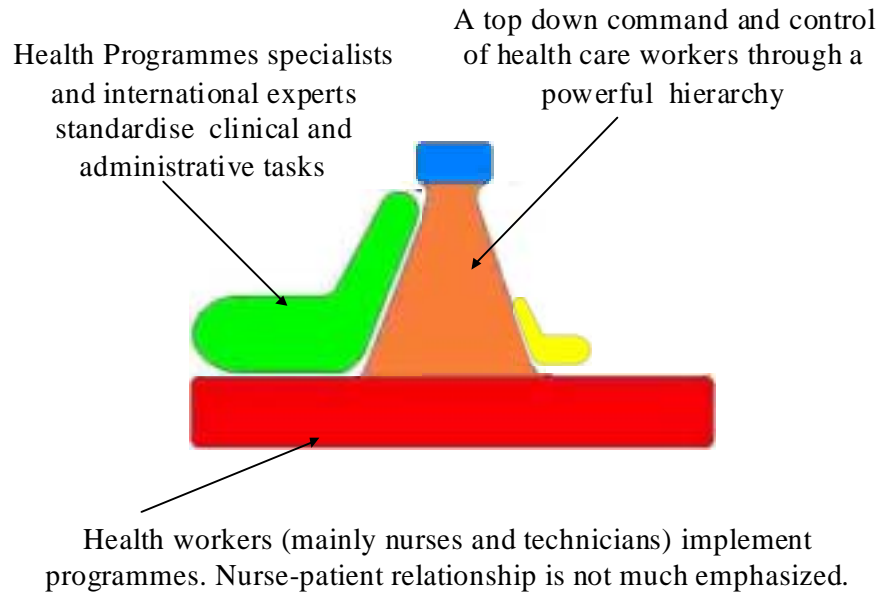 Health Programmes specialists
and international experts
standardise clinical and
administrative tasks
A top down command and control
of health care workers through a
powerful hierarchy
Health workers (mainly nurses and technicians) implement
programmes. Nurse-patient relationship is not much emphasized.